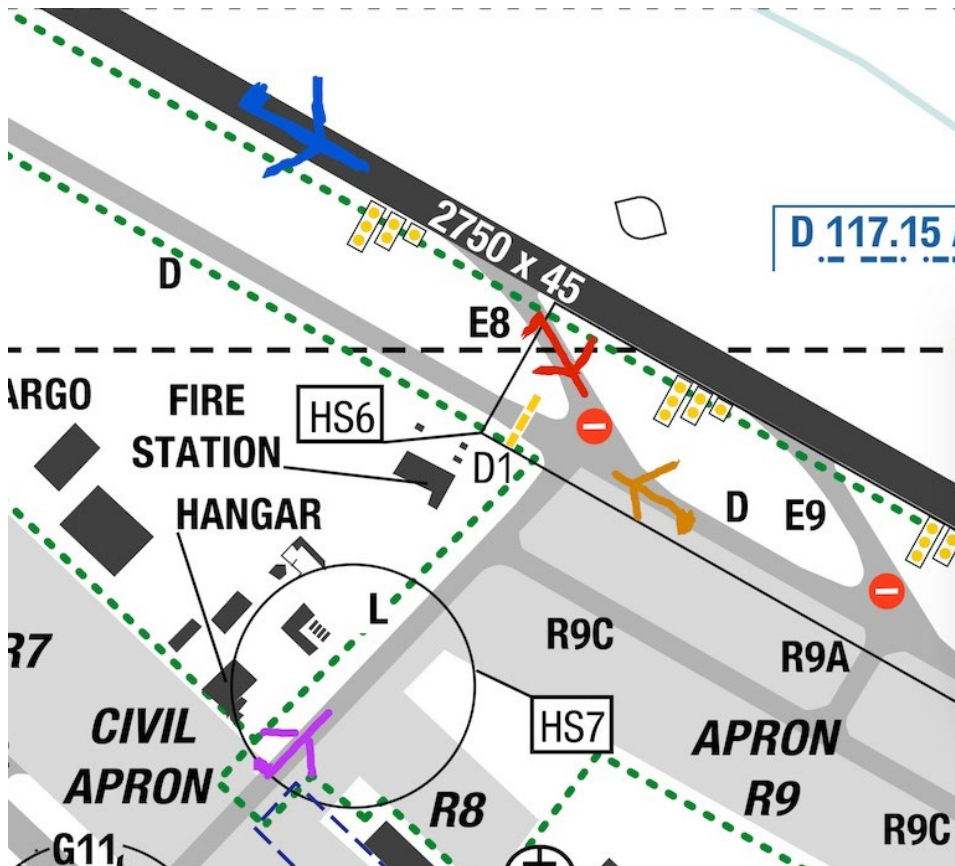 2750 x 45
D 117.15
D
E8
ARGO
FIRE
STATION
HS6
D1
HANGAR
D
E9
L
R9C
R9A
R7
HS7
CIVIL
APRON
APRON
R9
R8
R9C
G11